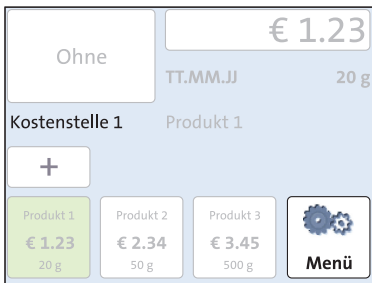 Ohne
€ 1.23
TT.MM.JJ 20 g
Kostenstelle 1 Produkt 1
+
Produkt 1 Produkt 2 Produkt 3
€ 1.23 € 2.34 € 3.45
20 g 50 g 500 g
Menü